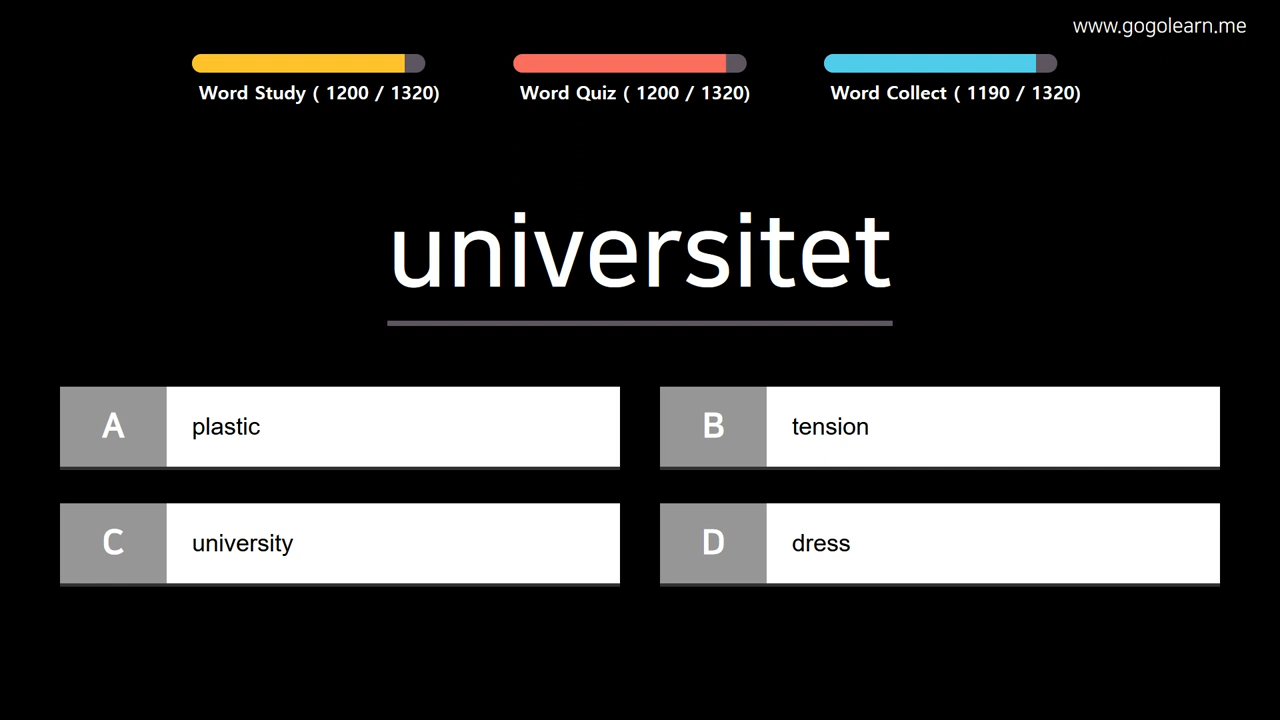 www.gogolearn.me
Word Study ( 1200 / 1320)
Word Quiz ( 1200 / 1320)
Word Collect ( 1190 / 1320)
universitet
A plastic
B tension
C university
D dress